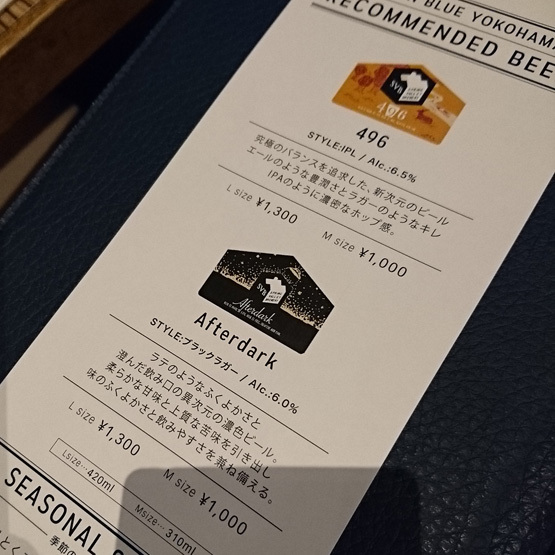 BLUE YOKOHAMA
RECOMMENDED BEE
SVB
496
496
STYLE:IPL / Alc.:6.5%
究極のバランスを追求した、新次元のビール
エールのような豊潤さとラガーのようなキレ
IPAのように濃密なホップ感。
L size ¥1,300 M size ¥1,000
SVB
Afterdark
Afterdark
STYLE:ブラックラガー / Alc.:6.0%
ラテのようなふくよかさと
澄んだ飲み口の異次元の濃色ビール。
柔らかな甘味と上質な苦味を引き出し
味のふくよかさと飲みやすさを兼ね備える。
L size ¥1,300 M size ¥1,000
Lsize… 420ml Msize… 310ml
SEASONAL
季節の